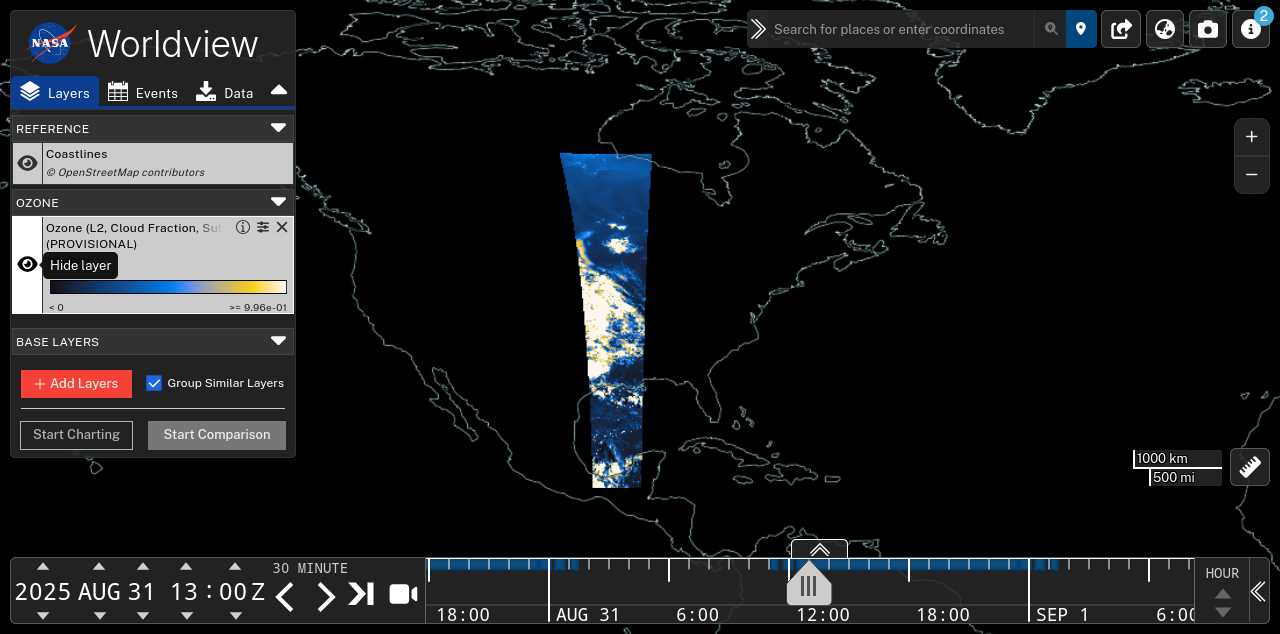 NASA Worldview
Search for places or enter coordinates
2
Layers Events Data
REFERENCE
Coastlines
© OpenStreetMap contributors
OZONE
Ozone (L2, Cloud Fraction, Su
(PROVISIONAL)
Hide layer
< 0 >= 9.96e-01
BASE LAYERS
+ Add Layers Group Similar Layers
Start Charting Start Comparison
1000 km
500 mi
2025 AUG 31 13 : 00 Z
30 MINUTE
18:00 AUG 31 6:00 12:00 18:00 SEP 1 6:00
HOUR